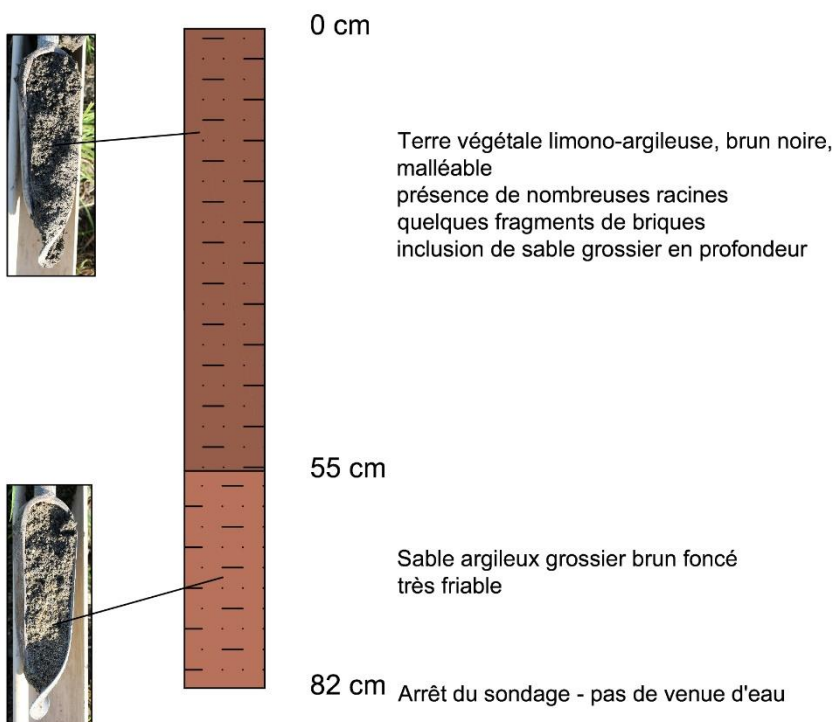 0 cm
Terre végétale limono-argileuse, brun noire,
malléable
présence de nombreuses racines
quelques fragments de briques
inclusion de sable grossier en profondeur
55 cm
Sable argileux grossier brun foncé
très friable
82 cm Arrêt du sondage - pas de venue d'eau